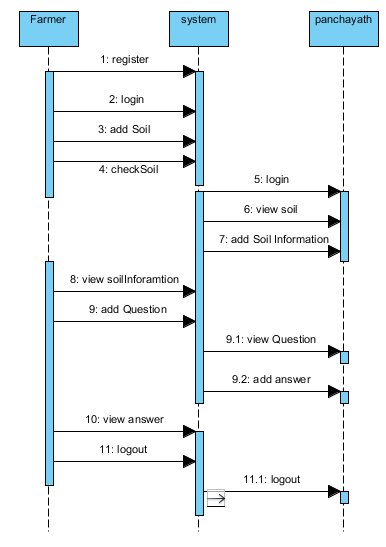 Farmer
system
panchayath
1: register
2: login
3: add Soil
4: checkSoil
5: login
6: view soil
7: add Soil Information
8: view soilInforamtion
9: add Question
9.1: view Question
9.2: add answer
10: view answer
11: logout
11.1: logout